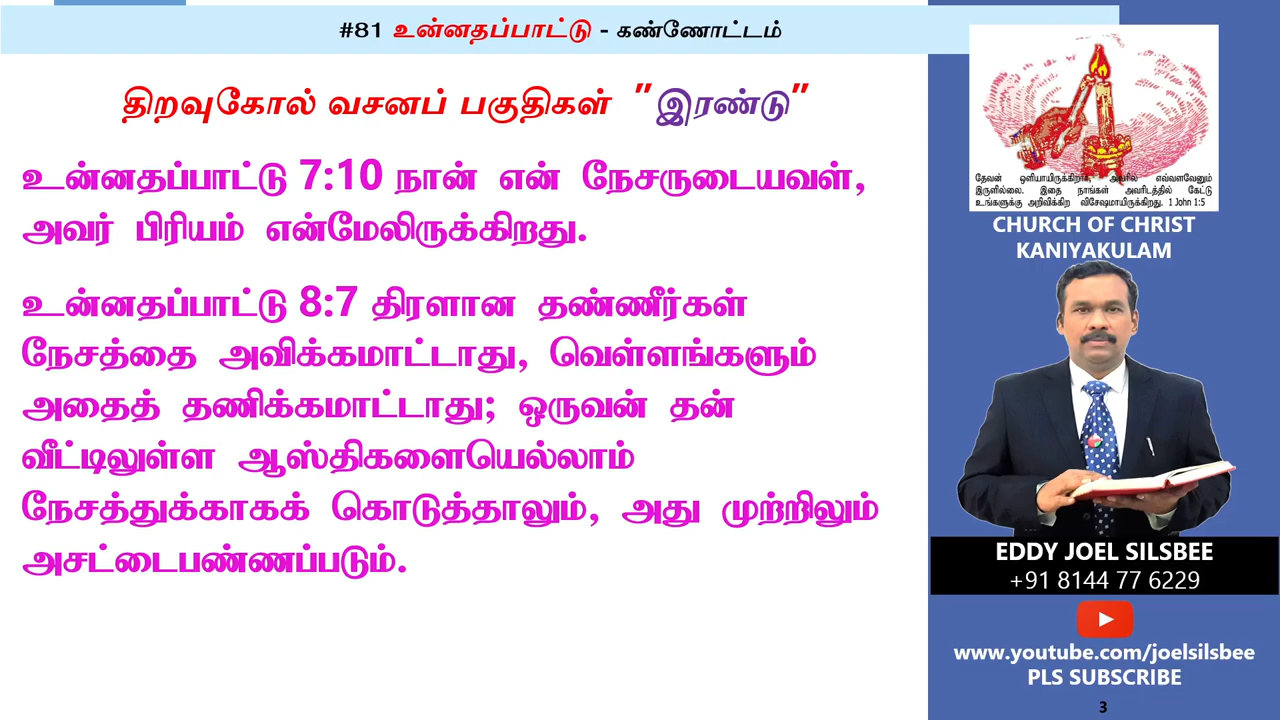 #81 உன்னதப்பாட்டு - கண்ணோட்டம்
திறவுகோல் வசனப் பகுதிகள் "இரண்டு"
உன்னதப்பாட்டு 7:10 நான் என் நேசருடையவள்,
அவர் பிரியம் என்மேலிருக்கிறது.
உன்னதப்பாட்டு 8:7 திரளான தண்ணீர்கள்
நேசத்தை அவிக்கமாட்டாது, வெள்ளங்களும்
அதைத் தணிக்கமாட்டாது; ஒருவன் தன்
வீட்டிலுள்ள ஆஸ்திகளையெல்லாம்
நேசத்துக்காகக் கொடுத்தாலும், அது முற்றிலும்
அசட்டைபண்ணப்படும்.
தேவன் ஒளியாயிருக்கிறார், அவரில் எவ்வளவேனும்
இருளில்லை. இதை நாங்கள் அவரிடத்தில் கேட்டு
உங்களுக்கு அறிவிக்கிற விசேஷமாயிருக்கிறது. 1 John 1:5
CHURCH OF CHRIST
KANIYAKULAM
EDDY JOEL SILSBEE
+91 8144 77 6229
www.youtube.com/joelsilsbee
PLS SUBSCRIBE
3